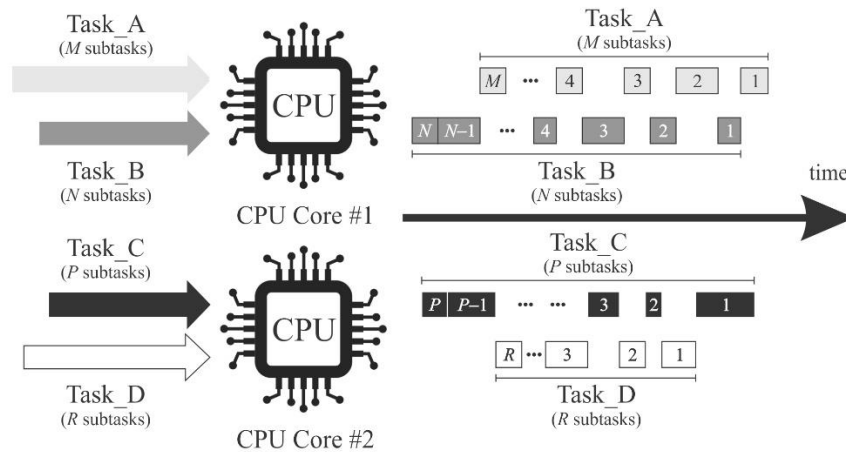 Task_A
(M subtasks)
Task_A
(M subtasks)
M ... 4 3 2 1
CPU
N N–1 ... 4 3 2 1
Task_B
(N subtasks)
Task_B
(N subtasks)
time
CPU Core #1
Task_C
(P subtasks)
Task_C
(P subtasks)
P P–1 ... ... 3 2 1
CPU
R ... 3 2 1
Task_D
(R subtasks)
Task_D
(R subtasks)
CPU Core #2